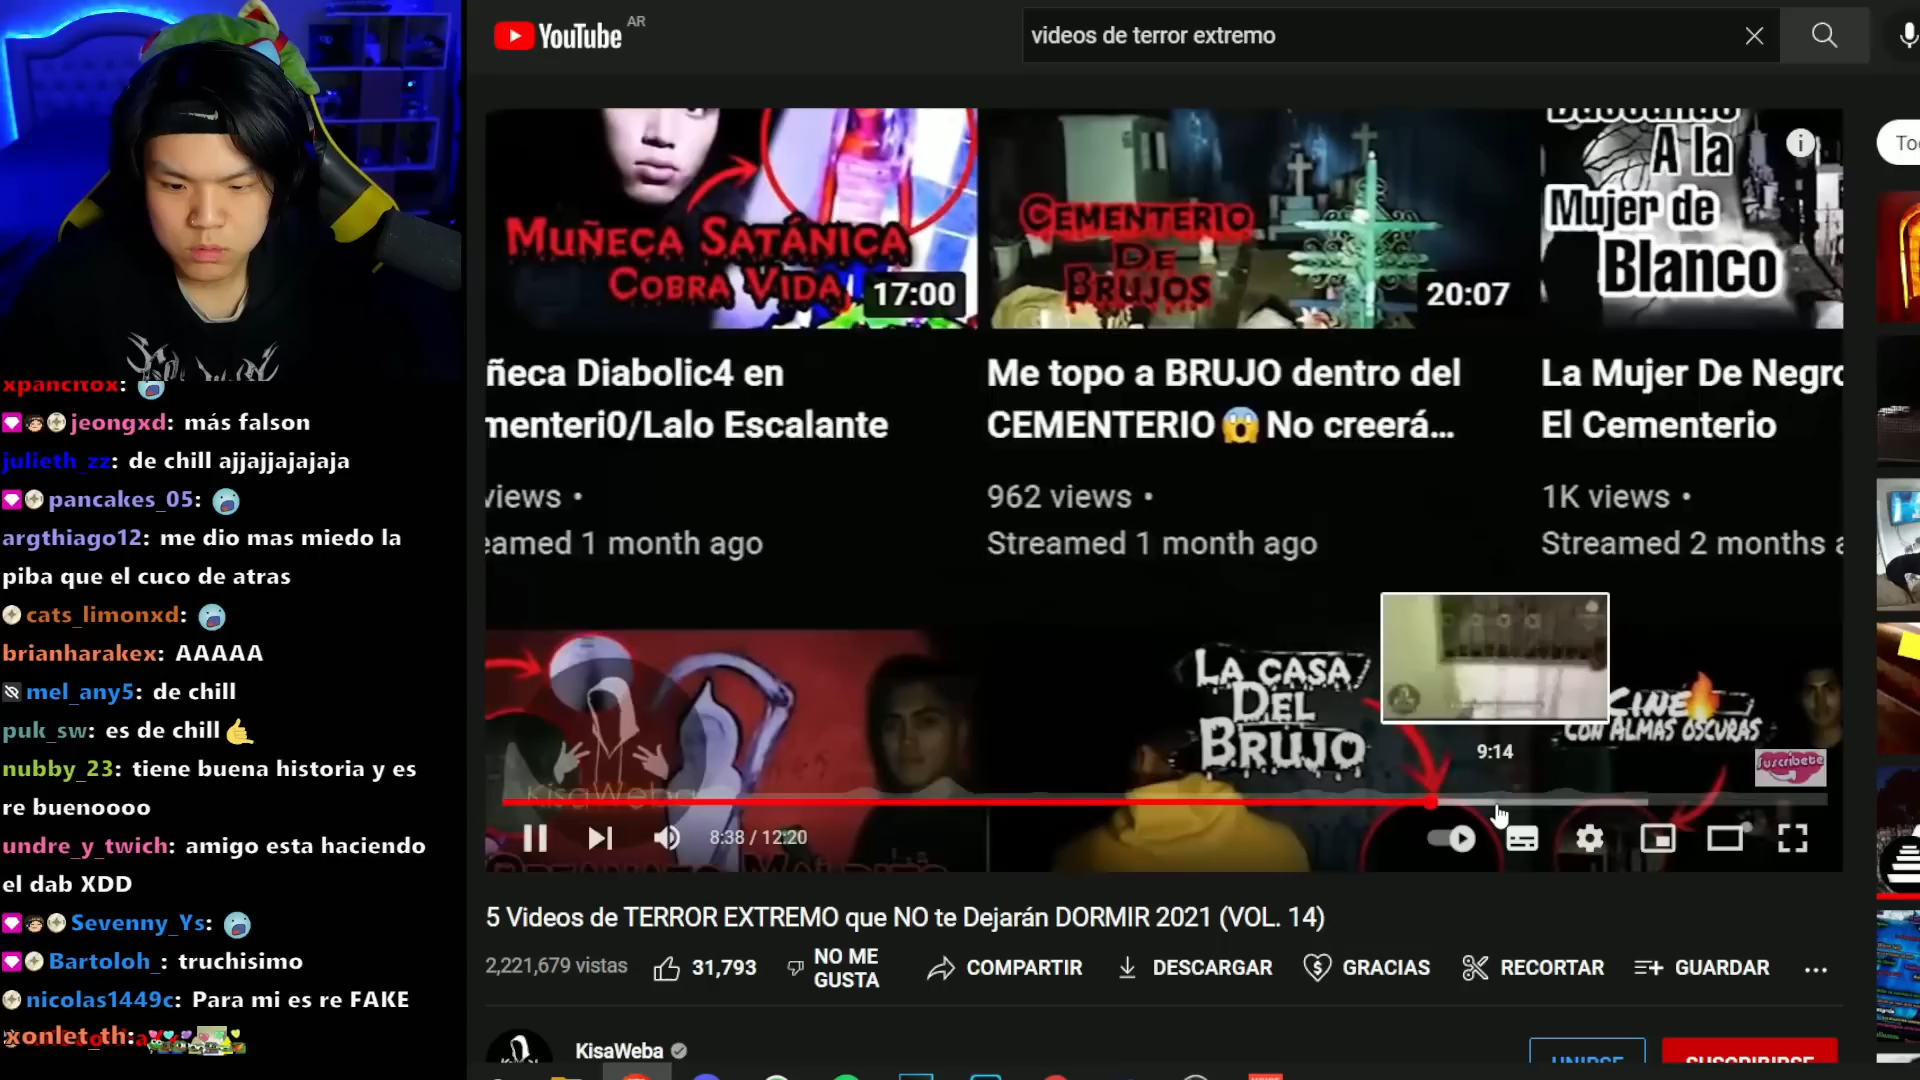 YouTube AR
videos de terror extremo
MUÑECA SATÁNICA
COBRA VIDA
17:00
CEMENTERIO
DE
BRUJOS
20:07
Buscando
A la
Mujer de
Blanco
ñeca Diabolic4 en
menteri0/Lalo Escalante
views •
eamed 1 month ago
Me topo a BRUJO dentro del
CEMENTERIO😱No creerá...
962 views •
Streamed 1 month ago
La Mujer De Negro
El Cementerio
1K views •
Streamed 2 months a
LA CASA
DEL
BRUJO
CINE
CON ALMAS OSCURAS
Suscribete
KisaWeba
9:14
8:38 / 12:20
5 Videos de TERROR EXTREMO que NO te Dejarán DORMIR 2021 (VOL. 14)
2,221,679 vistas
31,793
NO ME
GUSTA
COMPARTIR
DESCARGAR
GRACIAS
RECORTAR
GUARDAR
...
KisaWeba
UNIRSE
SUSCRIBIRSE
Too
xpancitox:
jeongxd: más falson
julieth_zz: de chill ajjajjajajaja
pancakes_05:
argthiago12: me dio mas miedo la
piba que el cuco de atras
cats_limonxd:
brianharakex: AAAAA
mel_any5: de chill
puk_sw: es de chill🤙
nubby_23: tiene buena historia y es
re buenoooo
undre_y_twich: amigo esta haciendo
el dab XDD
Sevenny_Ys:
Bartoloh_: truchisimo
nicolas1449c: Para mi es re FAKE
xonlet_th: